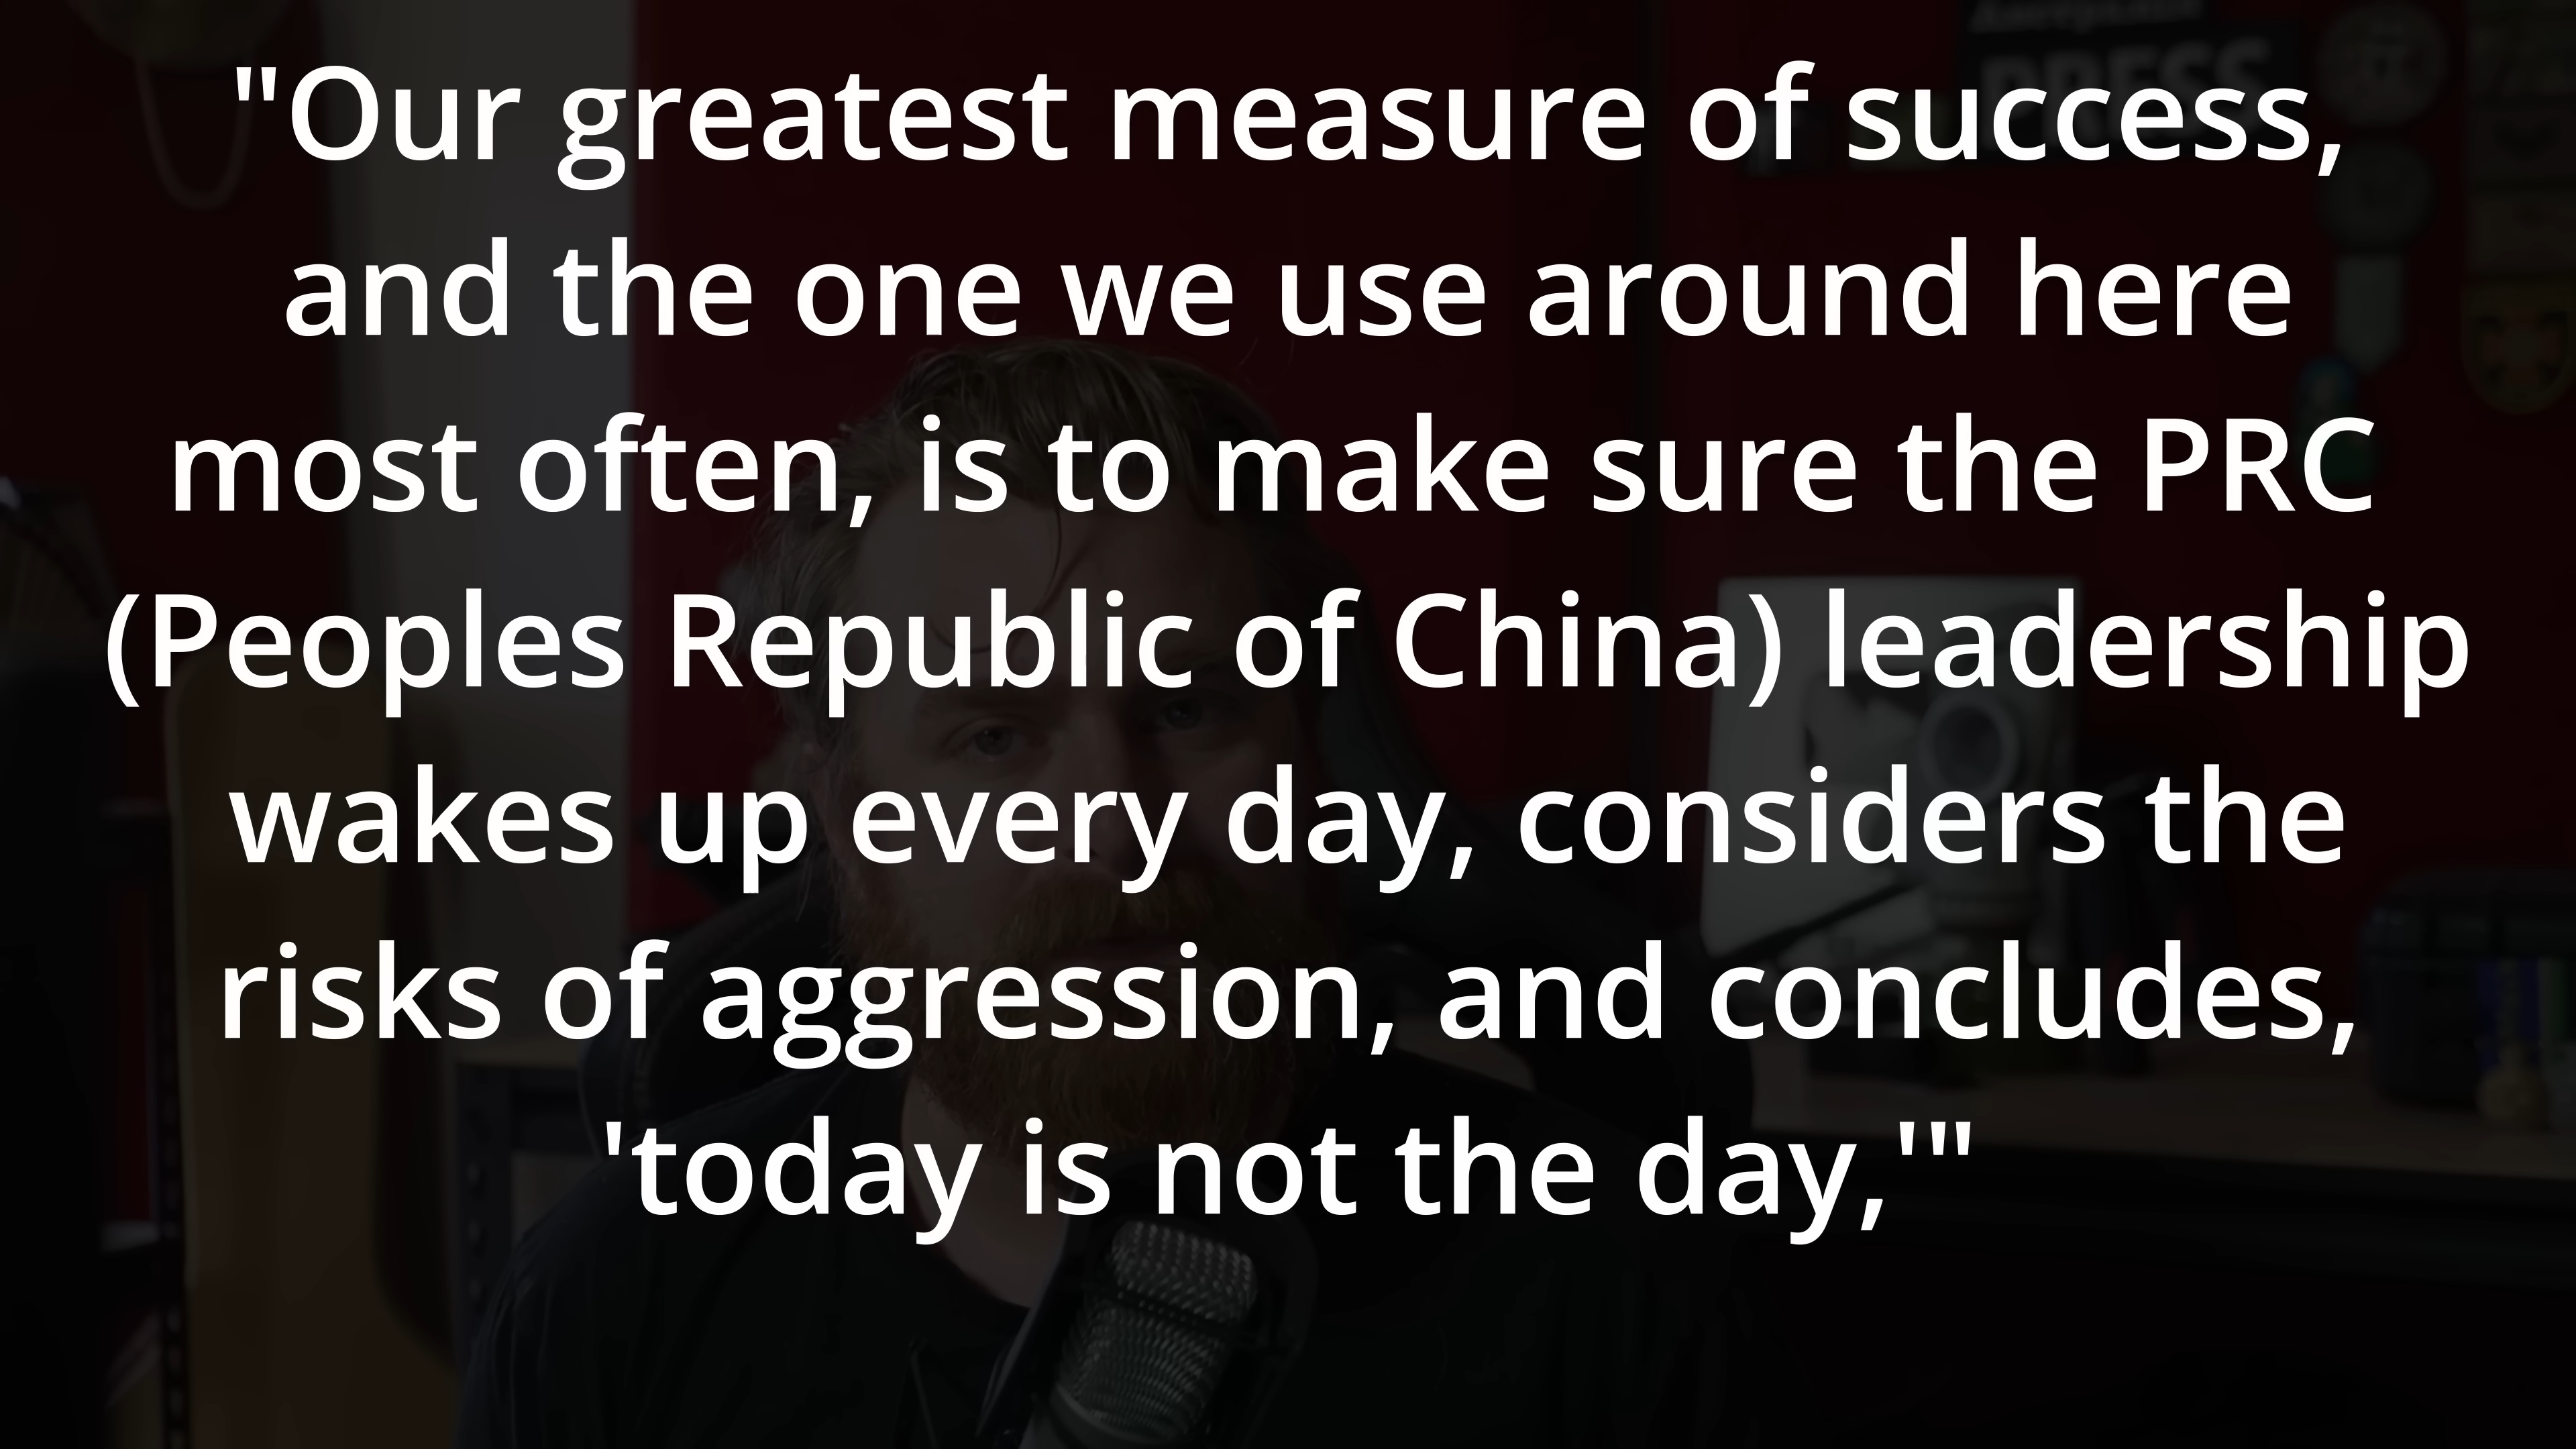 Acceptable
PRESS
"Our greatest measure of success,
and the one we use around here
most often, is to make sure the PRC
(Peoples Republic of China) leadership
wakes up every day, considers the
risks of aggression, and concludes,
'today is not the day,'"